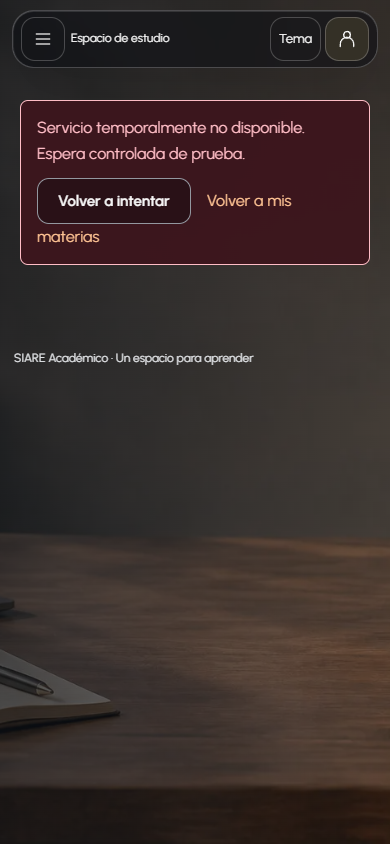 Espacio de estudio
Tema
Servicio temporalmente no disponible.
Espera controlada de prueba.
Volver a intentar
Volver a mis
materias
SIARE Académico · Un espacio para aprender